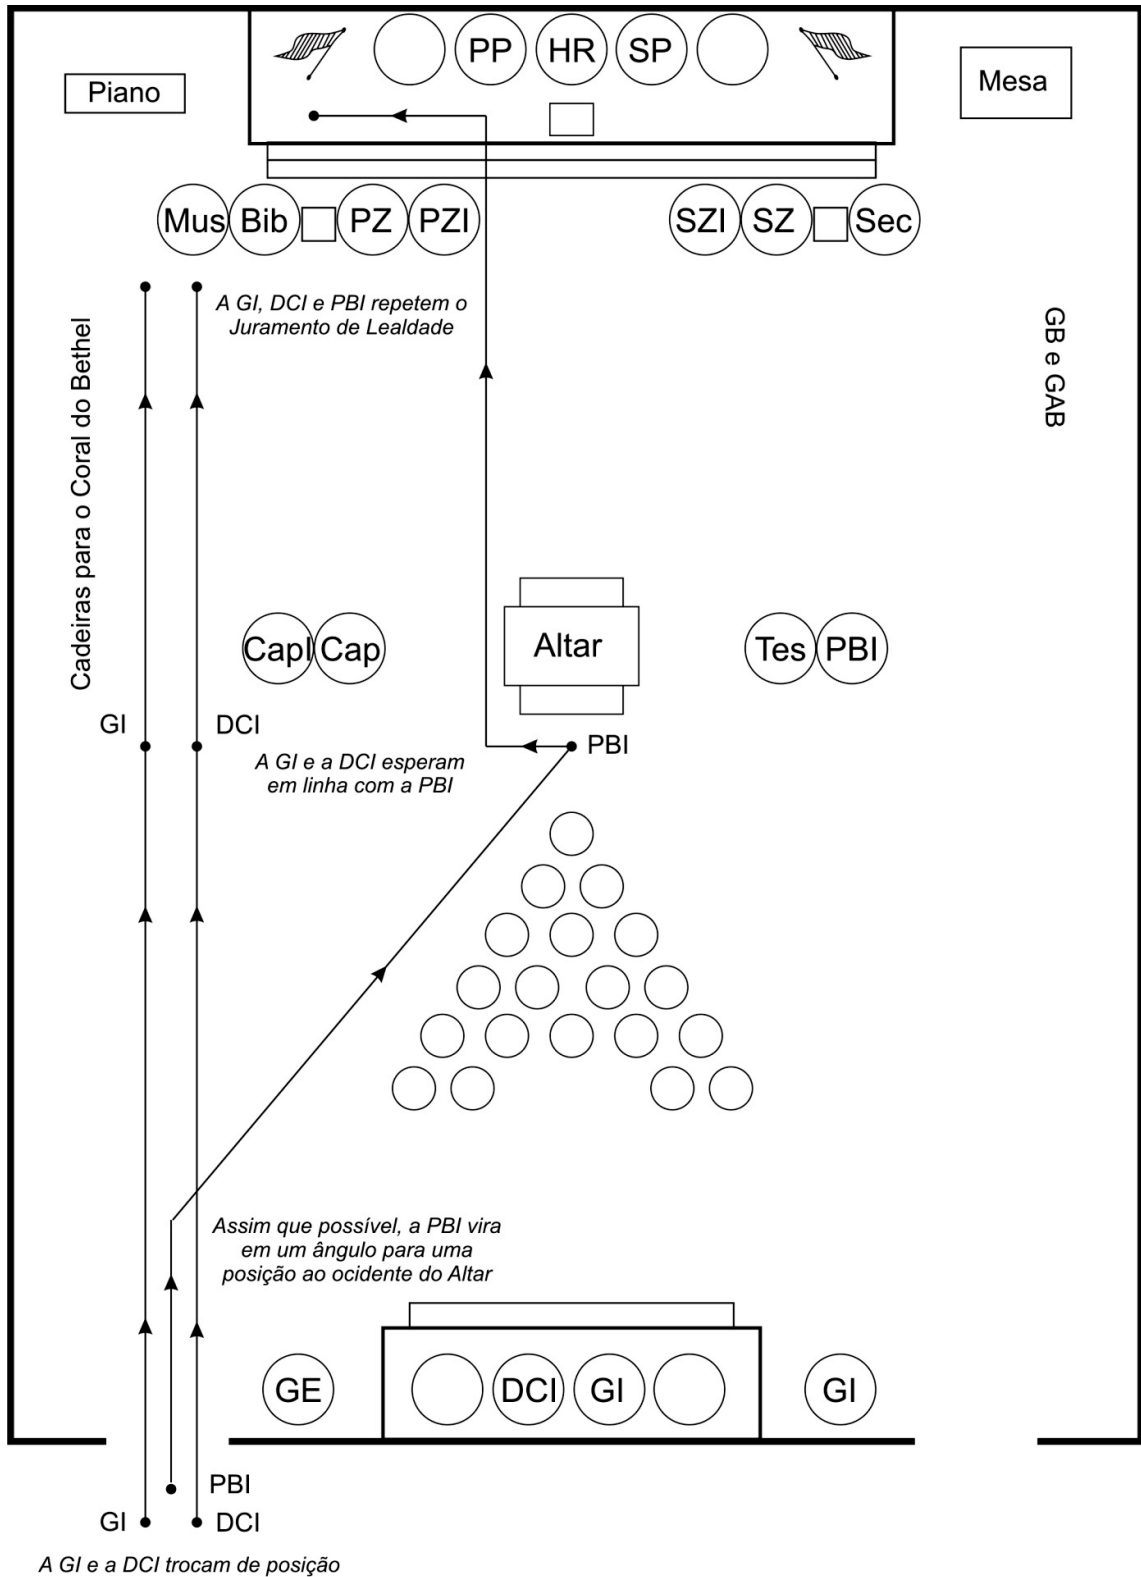 PP
HR
SP
Piano
Mesa
Mus
Bib
PZ
PZI
SZI
SZ
Sec
A GI, DCI e PBI repetem o
Juramento de Lealdade
Cadeiras para o Coral do Bethel
GB e GAB
CapI
Cap
Altar
Tes
PBI
GI
DCI
PBI
A GI e a DCI esperam
em linha com a PBI
Assim que possível, a PBI vira
em um ângulo para uma
posição ao ocidente do Altar
GE
DCI
GI
GI
PBI
GI
DCI
A GI e a DCI trocam de posição